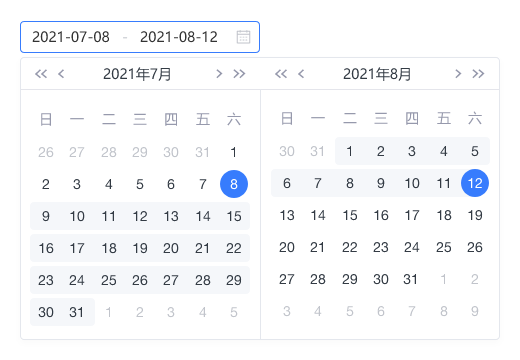 2021-07-08 - 2021-08-12
2021年7月
日 一 二 三 四 五 六
26 27 28 29 30 31 1
2 3 4 5 6 7 8
9 10 11 12 13 14 15
16 17 18 19 20 21 22
23 24 25 26 27 28 29
30 31 1 2 3 4 5
2021年8月
日 一 二 三 四 五 六
30 31 1 2 3 4 5
6 7 8 9 10 11 12
13 14 15 16 17 18 19
20 21 22 23 24 25 26
27 28 29 30 31 1 2
3 4 5 6 7 8 9